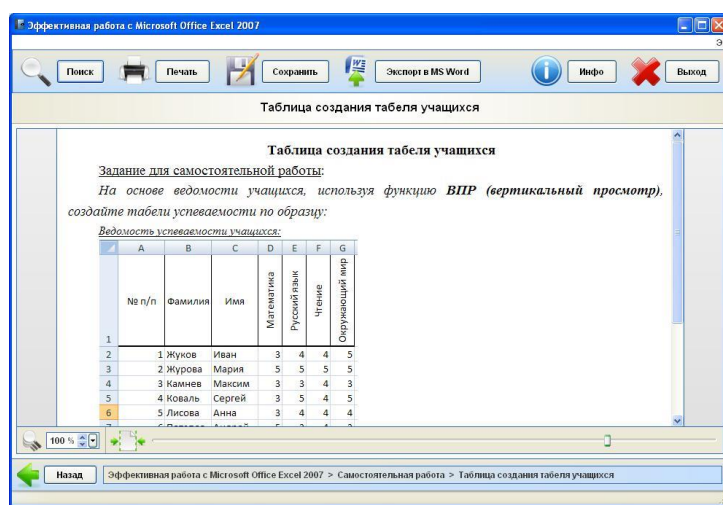 Эффективная работа с Microsoft Office Excel 2007
Э
Поиск Печать Сохранить Экспорт в MS Word Инфо Выход
Таблица создания табеля учащихся
Таблица создания табеля учащихся
Задание для самостоятельной работы:
На основе ведомости учащихся, используя функцию ВПР (вертикальный просмотр),
создайте табели успеваемости по образцу:
Ведомость успеваемости учащихся:
A B C D E F G
1 № п/п Фамилия Имя Математика Русский язык Чтение Окружающий мир
2 1 Жуков Иван 3 4 4 5
3 2 Журова Мария 5 5 5 5
4 3 Камнев Максим 3 3 4 3
5 4 Коваль Сергей 3 5 4 5
6 5 Лисова Анна 3 4 4 4
100 %
Назад Эффективная работа с Microsoft Office Excel 2007 > Самостоятельная работа > Таблица создания табеля учащихся